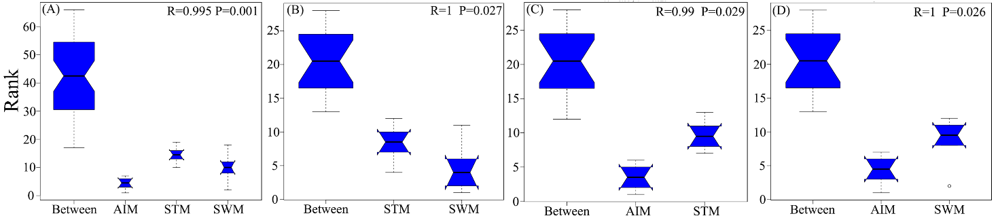 (A) R=0.995 P=0.001
Rank
60
50
40
30
20
10
0
Between AIM STM SWM
(B) R=1 P=0.027
25
20
15
10
5
0
Between STM SWM
(C) R=0.99 P=0.029
25
20
15
10
5
0
Between AIM STM
(D) R=1 P=0.026
25
20
15
10
5
0
Between AIM SWM